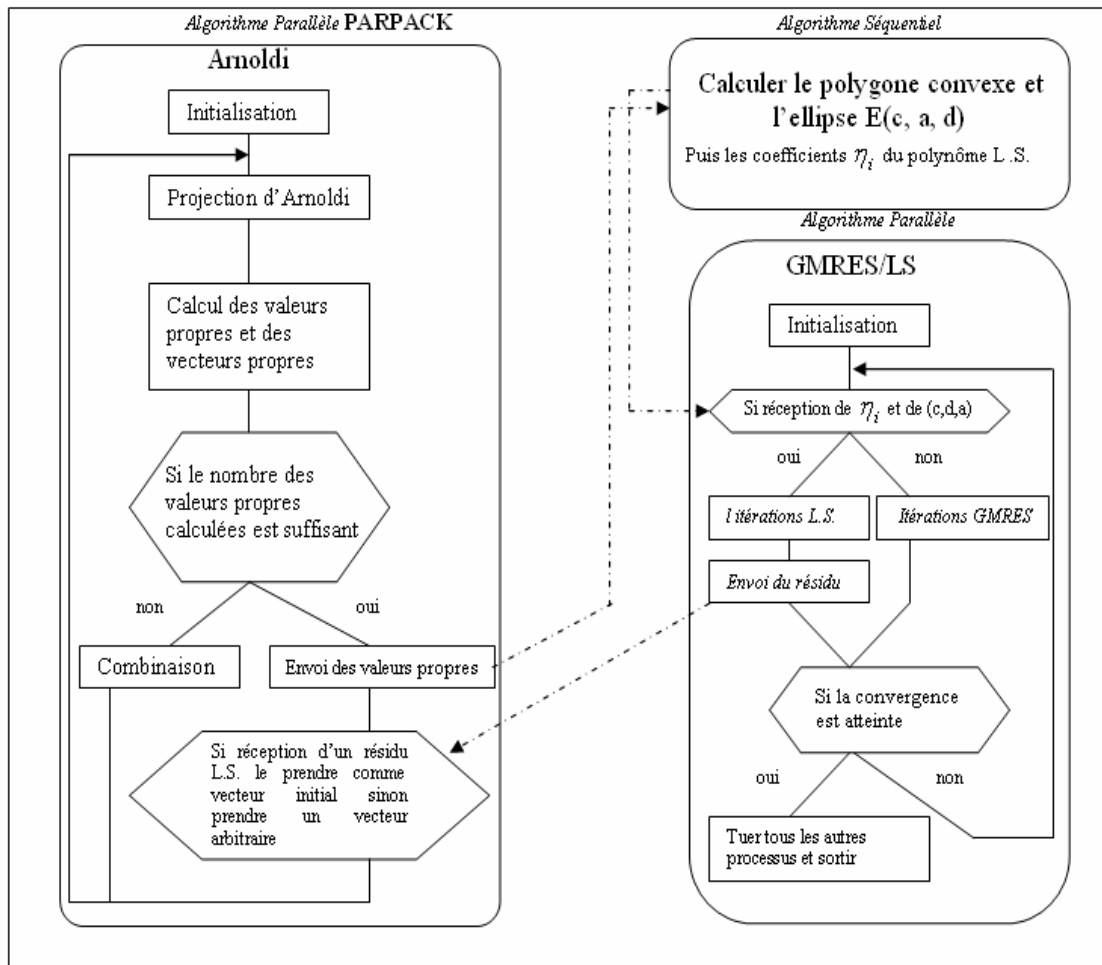 Algorithme Parallèle PARPACK
Arnoldi
Initialisation
Projection d'Arnoldi
Calcul des valeurs
propres et des
vecteurs propres
Si le nombre des
valeurs propres
calculées est suffisant
non
oui
Combinaison
Envoi des valeurs propres
Si réception d'un résidu
L.S. le prendre comme
vecteur initial sinon
prendre un vecteur
arbitraire
Algorithme Séquentiel
Calculer le polygone convexe et
l'ellipse E(c, a, d)
Puis les coefficients η_i du polynôme L.S.
Algorithme Parallèle
GMRES/LS
Initialisation
Si réception de η_i et de (c,d,a)
oui
non
l itérations L.S.
Itérations GMRES
Envoi du résidu
Si la convergence
est atteinte
oui
non
Tuer tous les autres
processus et sortir